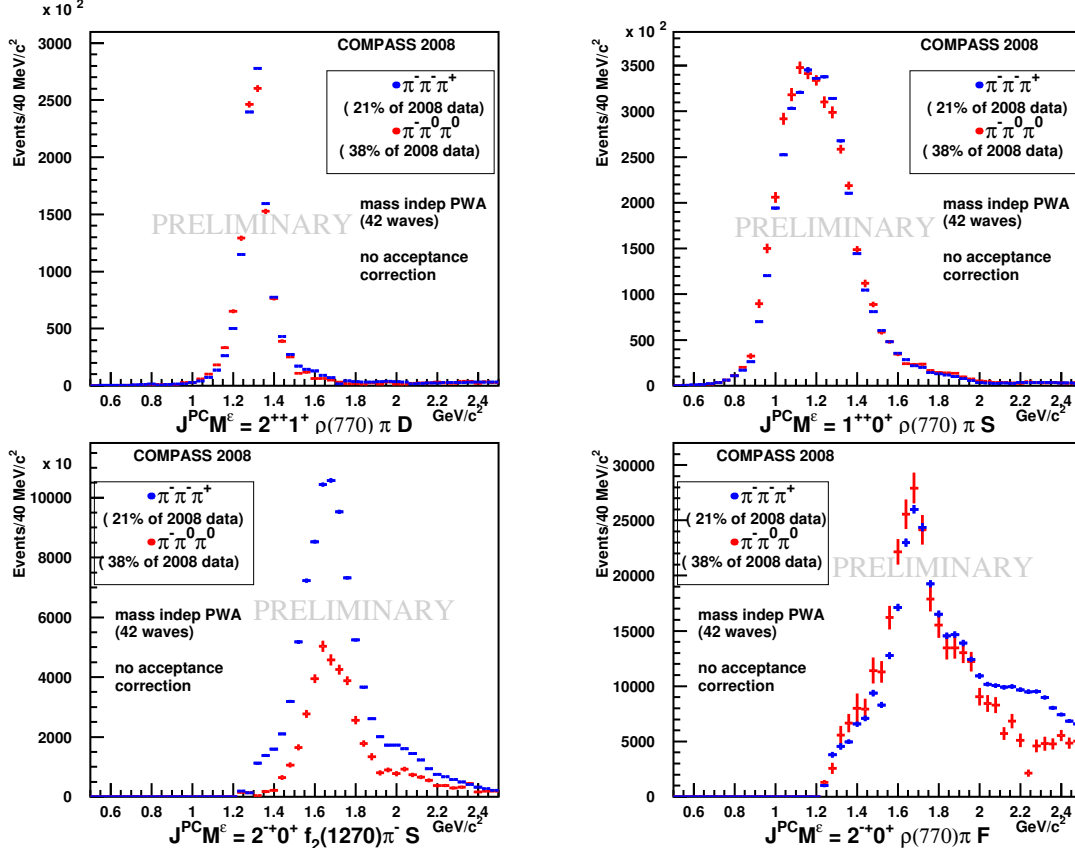 x 10²
Events/40 MeV/c²
3000
2500
2000
1500
1000
500
0
COMPASS 2008
π⁻π⁻π⁺
( 21% of 2008 data)
π⁻π⁰π⁰
( 38% of 2008 data)
mass indep PWA
(42 waves)
PRELIMINARY
no acceptance
correction
0.6 0.8 1 1.2 1.4 1.6 1.8 2 2.2 2.4
GeV/c²
J^PC M^ε = 2⁺⁺1⁺ ρ(770) π D
x 10²
Events/40 MeV/c²
3500
3000
2500
2000
1500
1000
500
0
COMPASS 2008
π⁻π⁻π⁺
( 21% of 2008 data)
π⁻π⁰π⁰
( 38% of 2008 data)
mass indep PWA
(42 waves)
PRELIMINARY
no acceptance
correction
0.6 0.8 1 1.2 1.4 1.6 1.8 2 2.2 2.4
GeV/c²
J^PC M^ε = 1⁺⁺0⁺ ρ(770) π S
x 10
Events/40 MeV/c²
10000
8000
6000
4000
2000
0
COMPASS 2008
π⁻π⁻π⁺
( 21% of 2008 data)
π⁻π⁰π⁰
( 38% of 2008 data)
PRELIMINARY
mass indep PWA
(42 waves)
no acceptance
correction
0.6 0.8 1 1.2 1.4 1.6 1.8 2 2.2 2.4
GeV/c²
J^PC M^ε = 2⁻⁺0⁺ f₂(1270)π⁻ S
Events/40 MeV/c²
30000
25000
20000
15000
10000
5000
0
COMPASS 2008
π⁻π⁻π⁺
( 21% of 2008 data)
π⁻π⁰π⁰
( 38% of 2008 data)
PRELIMINARY
mass indep PWA
(42 waves)
no acceptance
correction
0.6 0.8 1 1.2 1.4 1.6 1.8 2 2.2 2.4
GeV/c²
J^PC M^ε = 2⁻⁺0⁺ ρ(770)π F